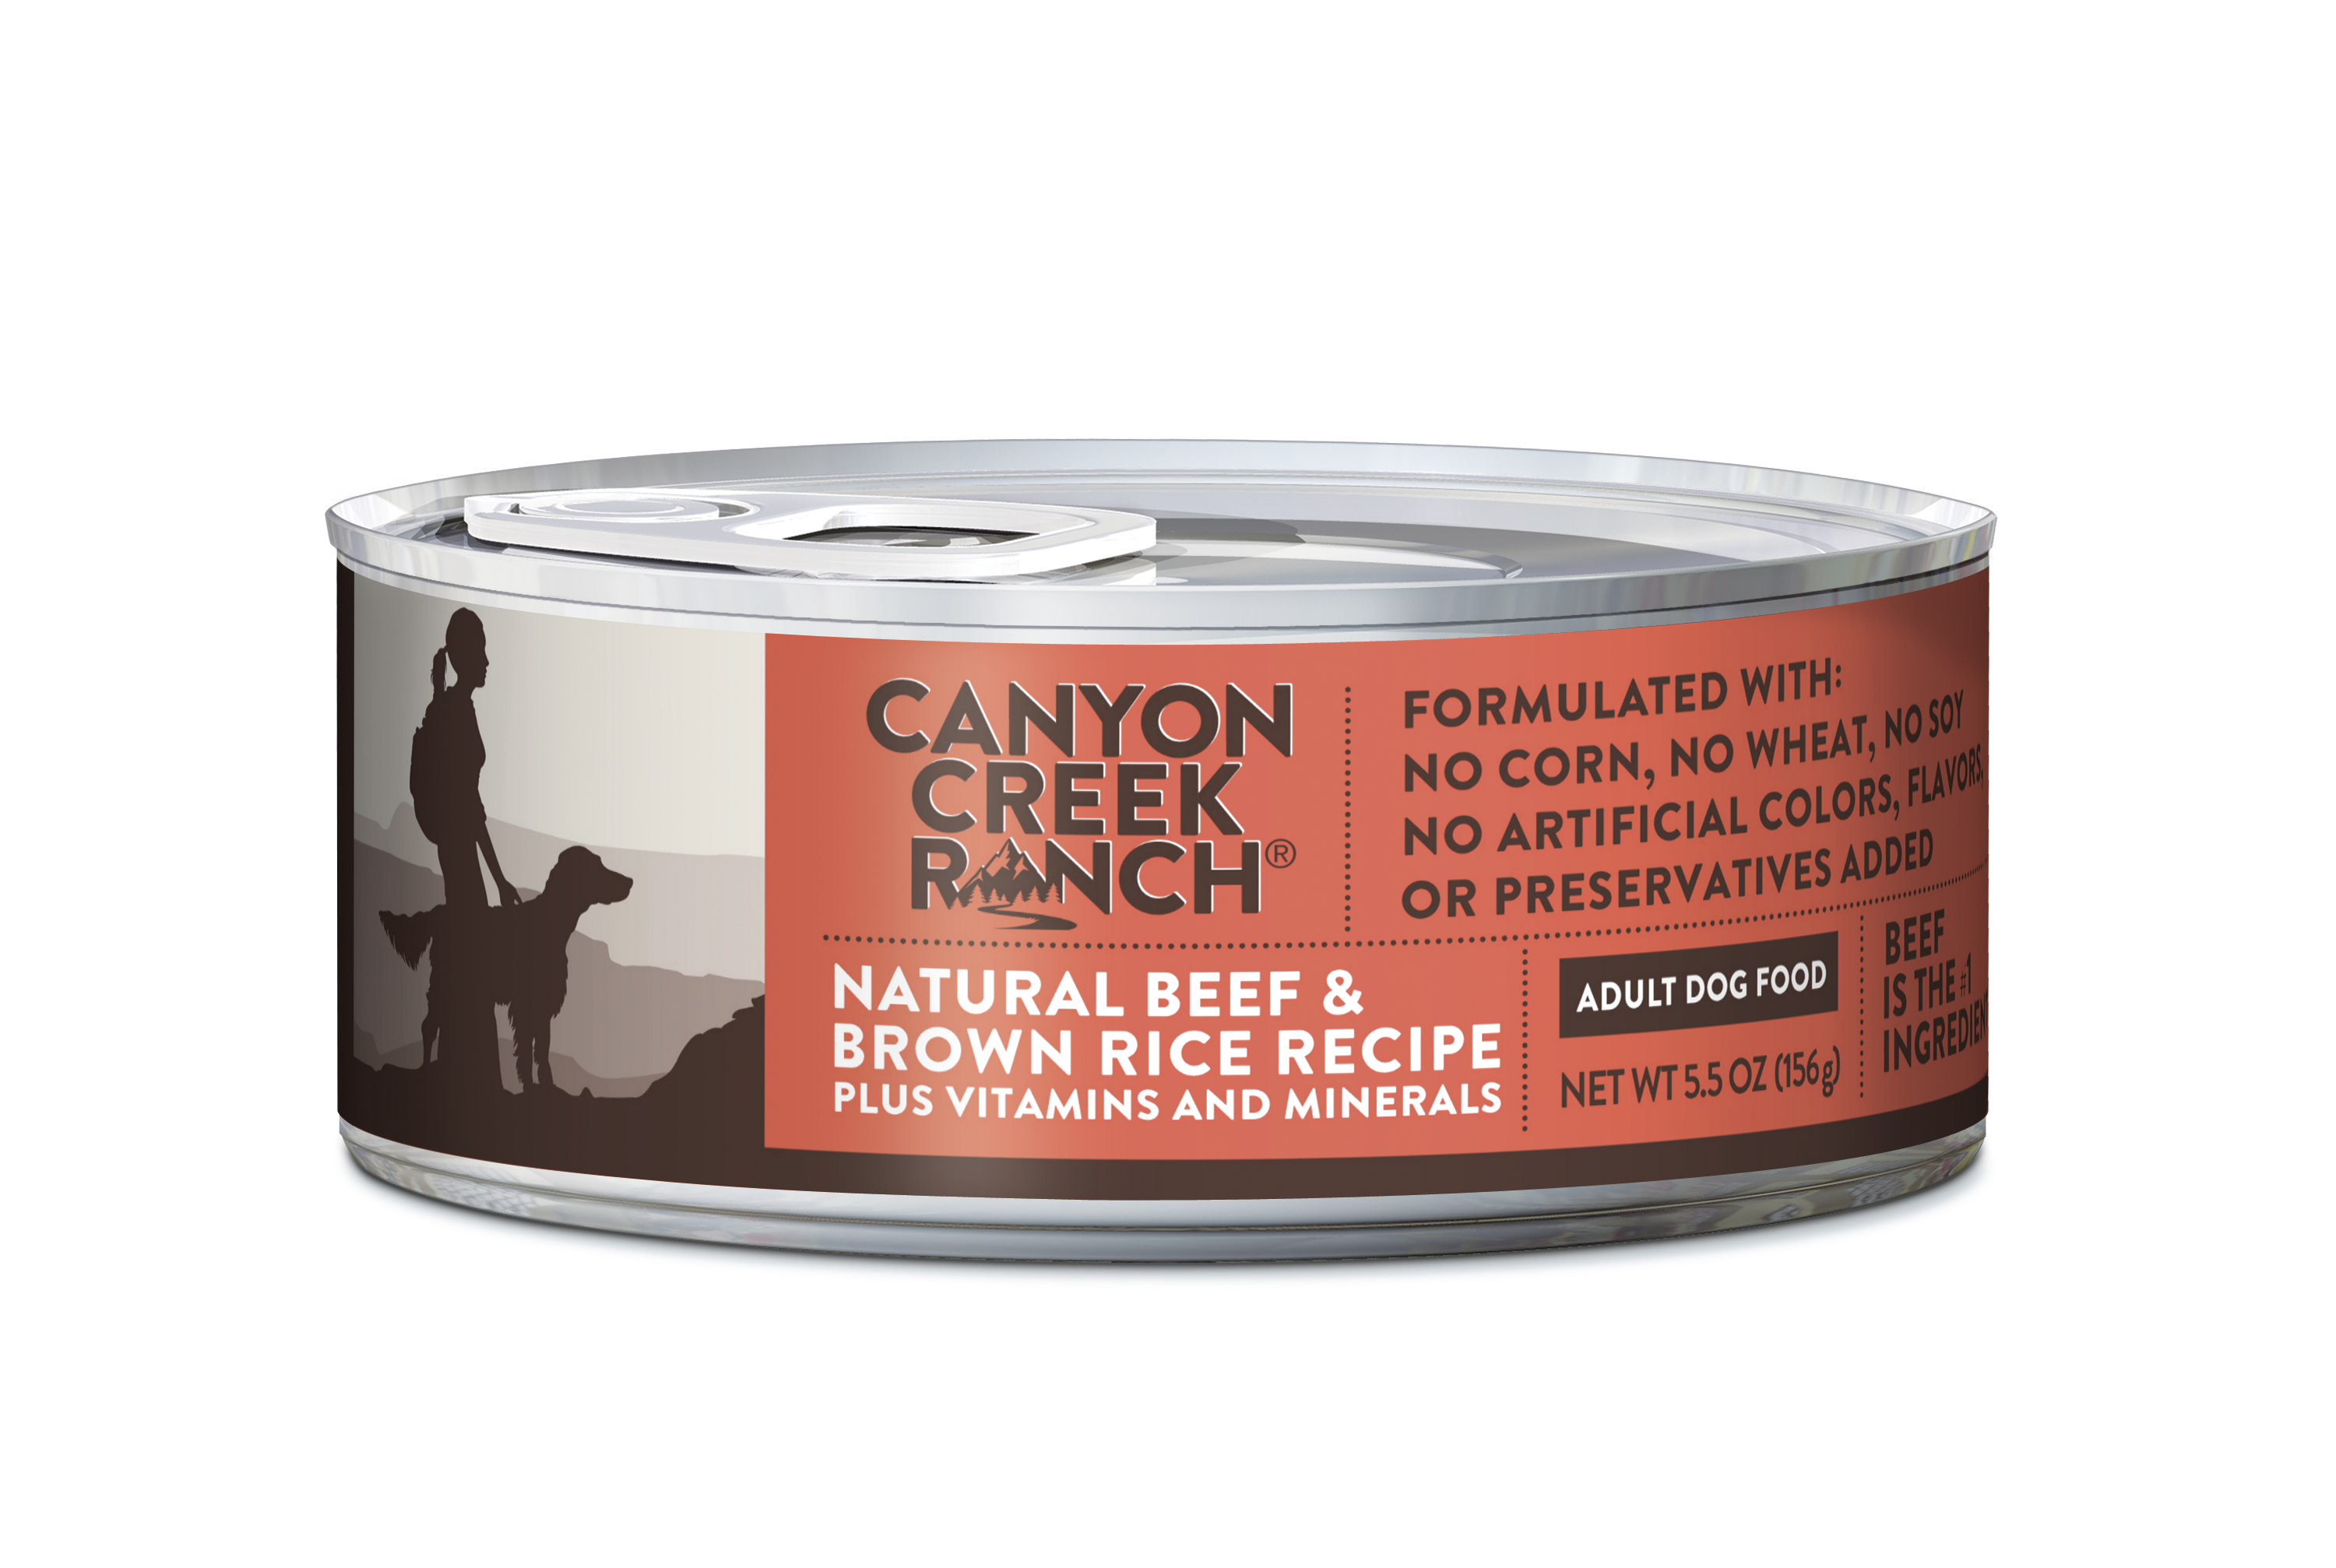 CANYON
CREEK
RANCH®
FORMULATED WITH:
NO CORN, NO WHEAT, NO SOY
NO ARTIFICIAL COLORS, FLAVORS,
OR PRESERVATIVES ADDED
NATURAL BEEF &
BROWN RICE RECIPE
PLUS VITAMINS AND MINERALS
ADULT DOG FOOD
NET WT 5.5 OZ (156g)
BEEF
IS THE #1
INGREDIEN